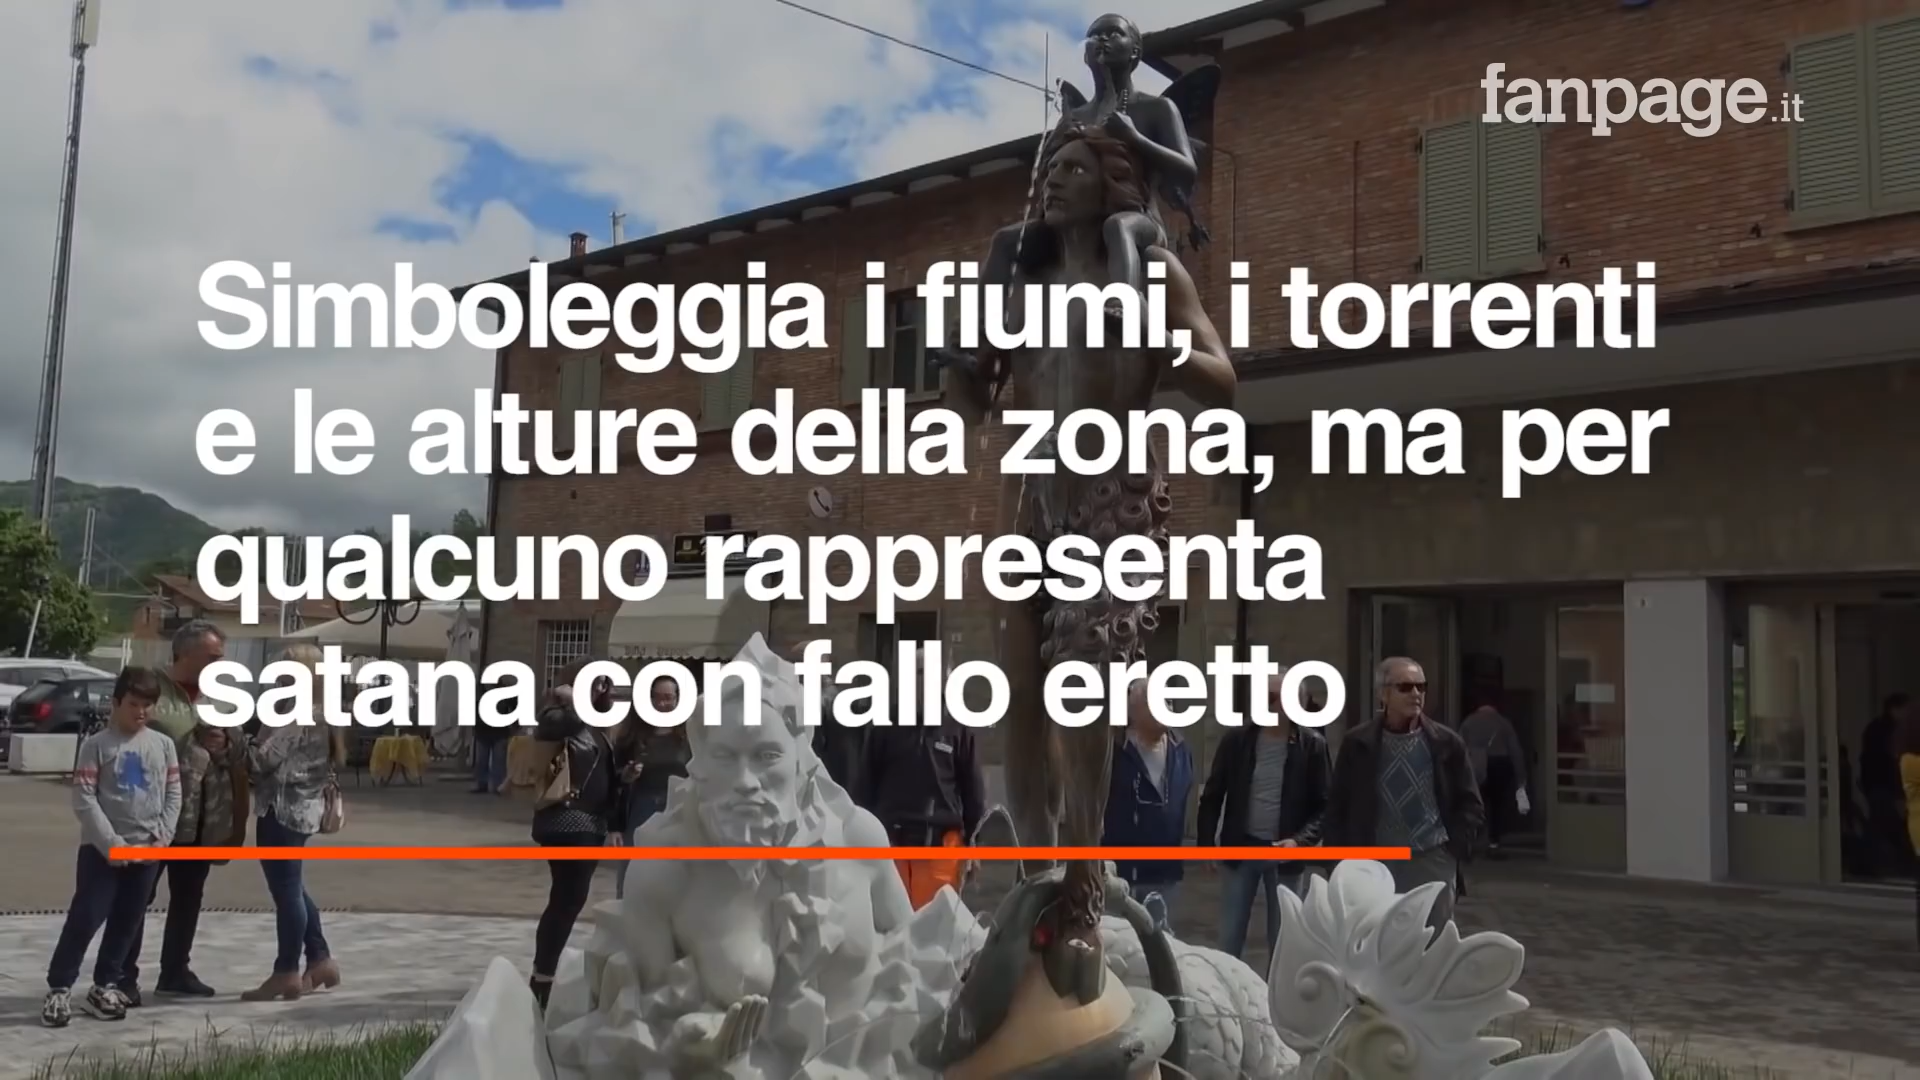 fanpage.it
Simboleggia i fiumi, i torrenti
e le alture della zona, ma per
qualcuno rappresenta
satana con fallo eretto